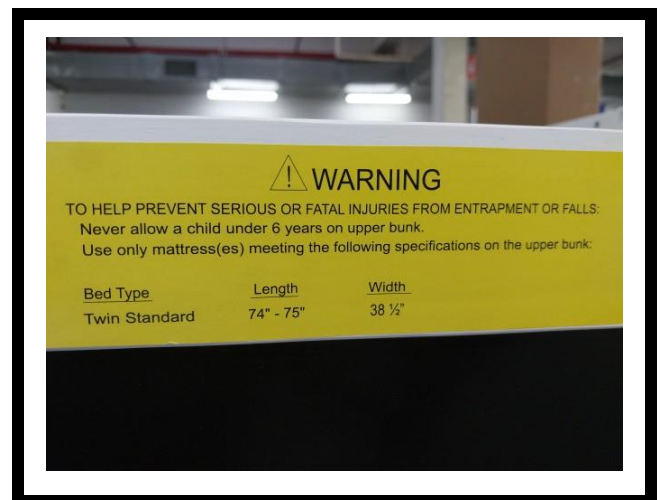 WARNING
TO HELP PREVENT SERIOUS OR FATAL INJURIES FROM ENTRAPMENT OR FALLS:
Never allow a child under 6 years on upper bunk.
Use only mattress(es) meeting the following specifications on the upper bunk:
Bed Type Length Width
Twin Standard 74" - 75" 38 ½"